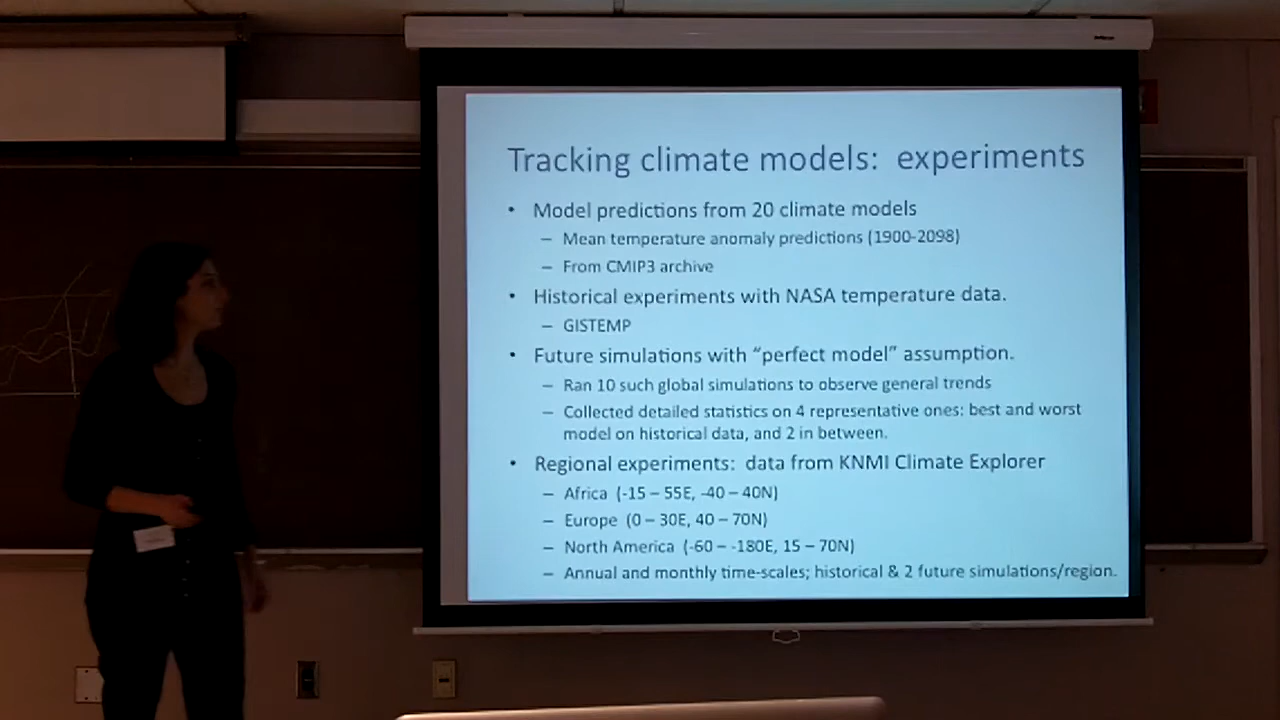 Tracking climate models: experiments
• Model predictions from 20 climate models
– Mean temperature anomaly predictions (1900-2098)
– From CMIP3 archive
• Historical experiments with NASA temperature data.
– GISTEMP
• Future simulations with “perfect model” assumption.
– Ran 10 such global simulations to observe general trends
– Collected detailed statistics on 4 representative ones: best and worst
model on historical data, and 2 in between.
• Regional experiments: data from KNMI Climate Explorer
– Africa (-15 – 55E, -40 – 40N)
– Europe (0 – 30E, 40 – 70N)
– North America (-60 – -180E, 15 – 70N)
– Annual and monthly time-scales; historical & 2 future simulations/region.